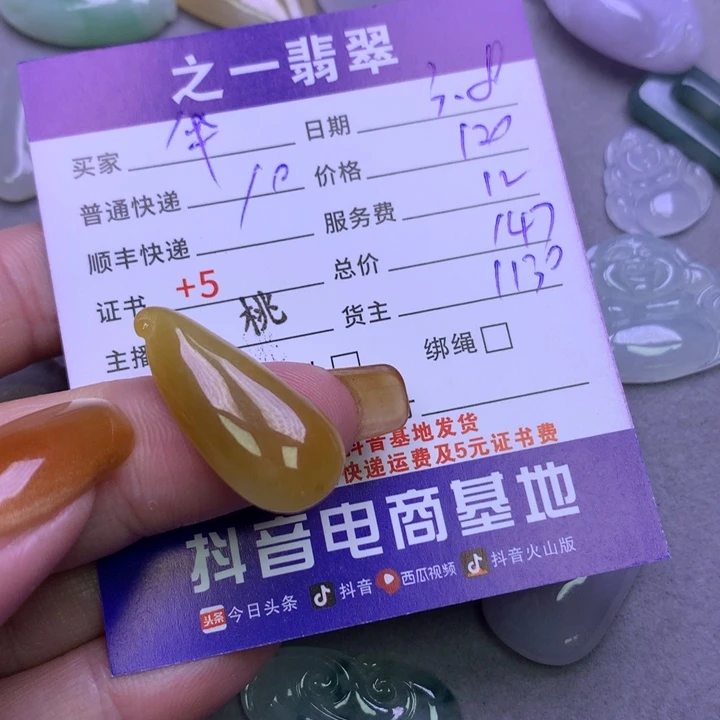 之一翡翠
买家 华 日期 3.8
普通快递 10 价格 120
顺丰快递 服务费 12
证书 +5 总价 147
主播 桃 货主 1130
绑绳
抖音基地发货
快递运费及5元证书费
抖音电商基地
头条 今日头条 抖音 西瓜视频 抖音火山版